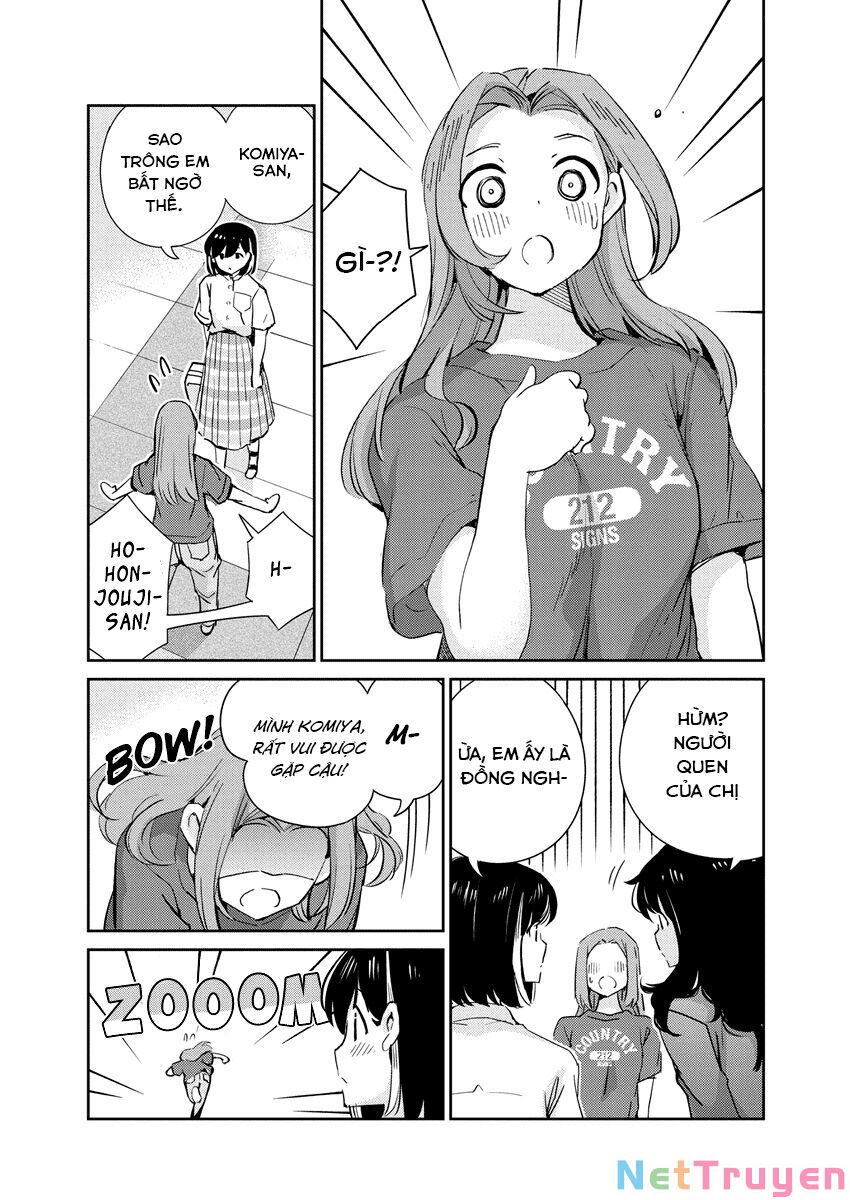 GÌ-?!
COUNTRY
212
SIGNS
KOMIYA-
SAN,
SAO
TRÔNG EM
BẤT NGỜ
THẾ.
H-
HO-
HON-
JOUJI-
SAN!
HỪM?
NGƯỜI
QUEN
CỦA CHỊ
ỪA, EM ẤY LÀ
ĐỒNG NGH-
COUNTRY
212
SIGNS
M-
MÌNH KOMIYA,
RẤT VUI ĐƯỢC
GẶP CẬU!
BOW!
ZOOOM
NetTruyen